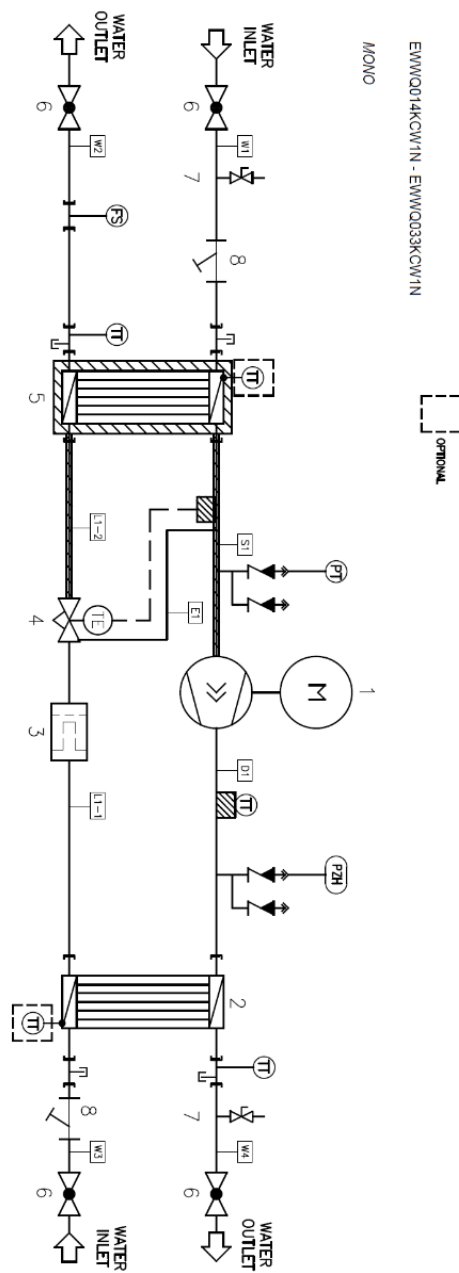 OPTIONAL
EWWQ014KCW1N - EWWQ033KCW1N
MONO
1
M
PT
PZH
WATER
INLET
6
W1
7
8
TT
S1
E1
D1
TT
2
TT
7
W4
6
WATER
OUTLET
WATER
OUTLET
6
W2
FS
TT
5
L1-2
TE
4
3
L1-1
TT
8
W3
6
WATER
INLET